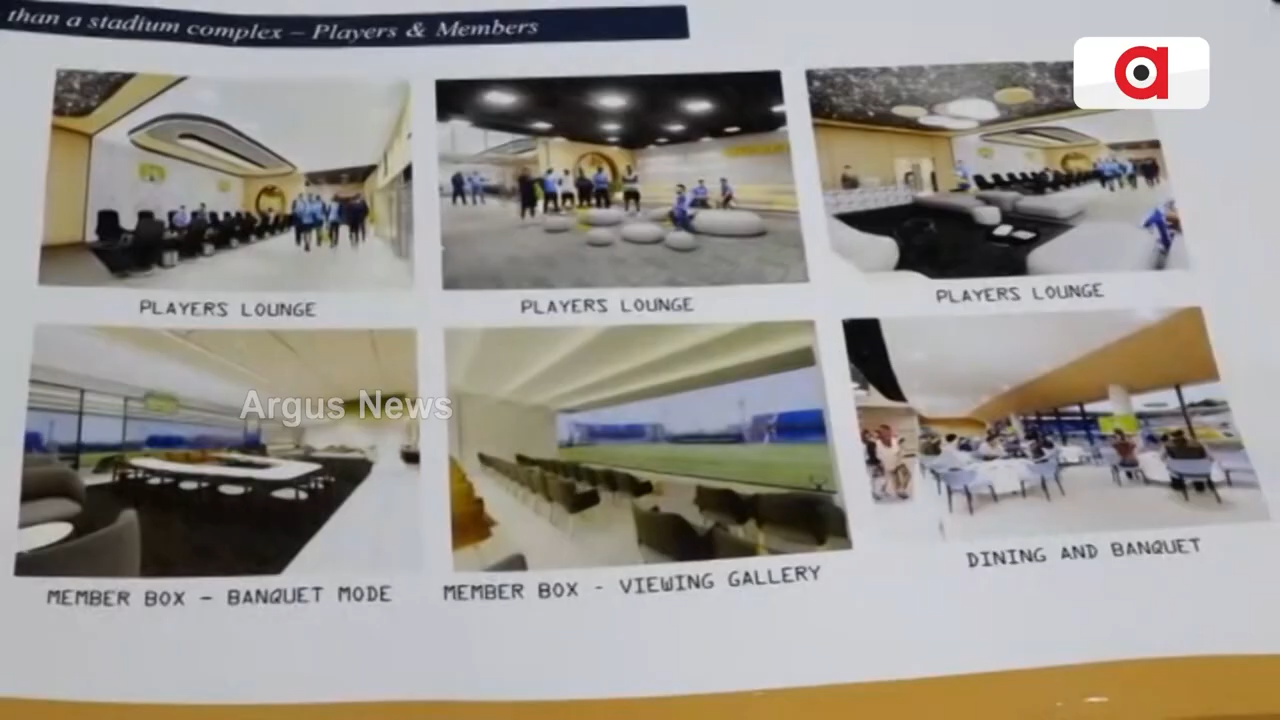 than a stadium complex – Players & Members
PLAYERS LOUNGE
PLAYERS LOUNGE
PLAYERS LOUNGE
Argus News
MEMBER BOX – BANQUET MODE
MEMBER BOX - VIEWING GALLERY
DINING AND BANQUET